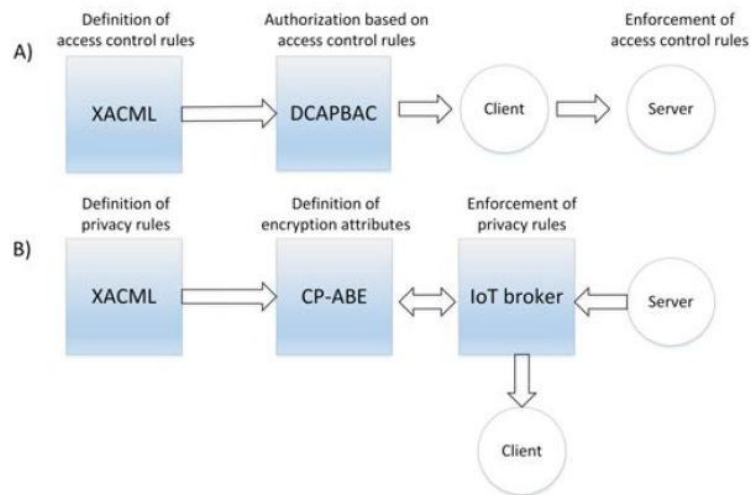 Definition of
access control rules
Authorization based on
access control rules
Enforcement of
access control rules
A)
XACML
DCAPBAC
Client
Server
Definition of
privacy rules
Definition of
encryption attributes
Enforcement of
privacy rules
B)
XACML
CP-ABE
IoT broker
Server
Client